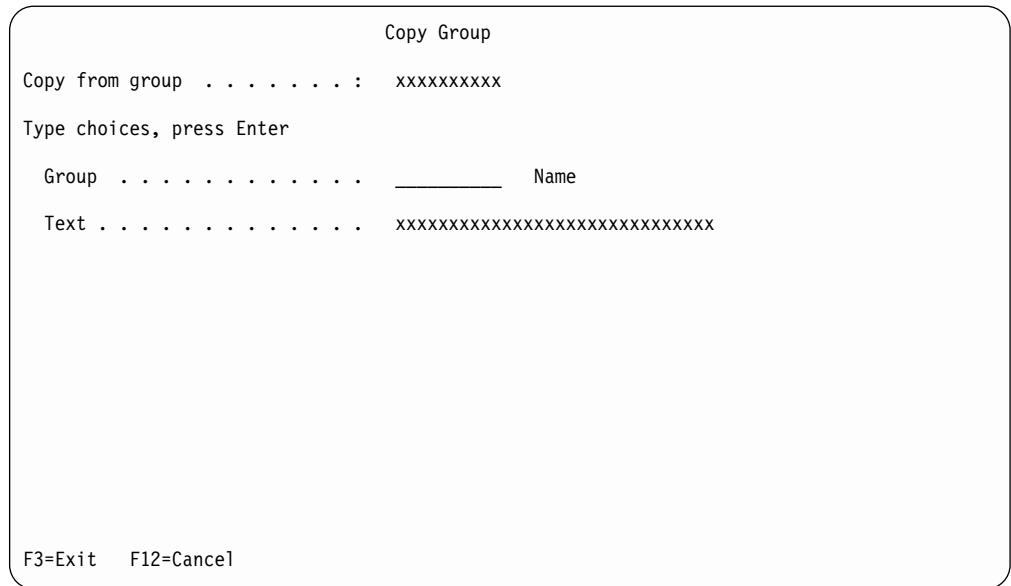 Copy Group
Copy from group . . . . . . . : xxxxxxxxxx
Type choices, press Enter
Group . . . . . . . . . . . . __________ Name
Text . . . . . . . . . . . . . xxxxxxxxxxxxxxxxxxxxxxxxxxxxxx
F3=Exit F12=Cancel